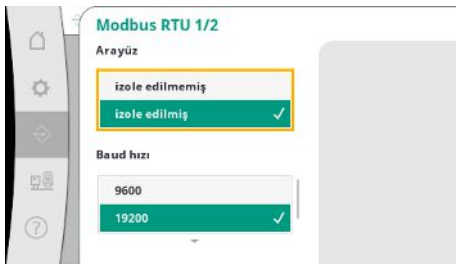 Modbus RTU 1/2
Arayüz
izole edilmemiş
izole edilmiş
Baud hızı
9600
19200
?